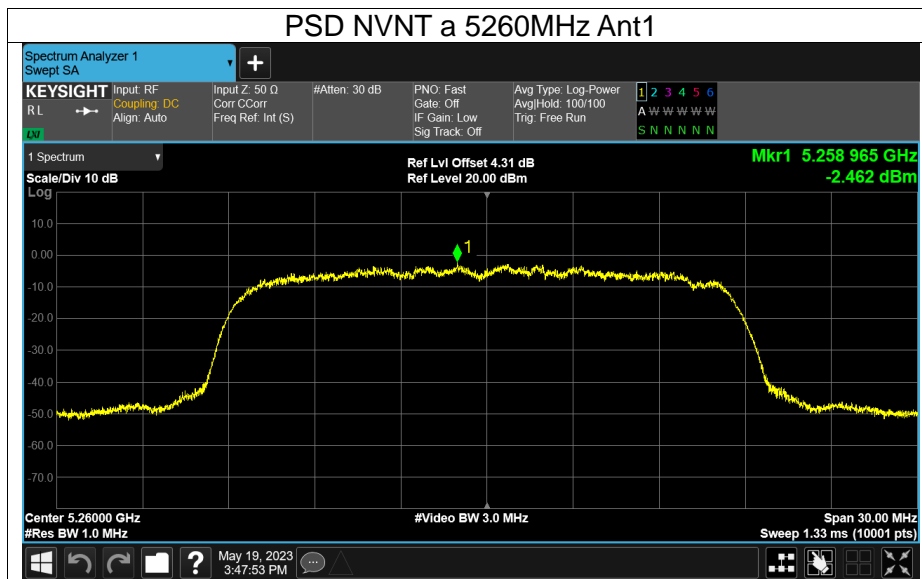 PSD NVNT a 5260MHz Ant1
Spectrum Analyzer 1
Swept SA
+
KEYSIGHT
RL
LXI
Input: RF
Coupling: DC
Align: Auto
Input Z: 50 Ω
Corr CCorr
Freq Ref: Int (S)
#Atten: 30 dB
PNO: Fast
Gate: Off
IF Gain: Low
Sig Track: Off
Avg Type: Log-Power
Avg|Hold: 100/100
Trig: Free Run
1 2 3 4 5 6
A W W W W W
S N N N N N
1 Spectrum
Scale/Div 10 dB
Ref Lvl Offset 4.31 dB
Ref Level 20.00 dBm
Mkr1 5.258 965 GHz
-2.462 dBm
Log
10.0
0.00
-10.0
-20.0
-30.0
-40.0
-50.0
-60.0
-70.0
1
Center 5.26000 GHz
#Res BW 1.0 MHz
#Video BW 3.0 MHz
Span 30.00 MHz
Sweep 1.33 ms (10001 pts)
?
May 19, 2023
3:47:53 PM